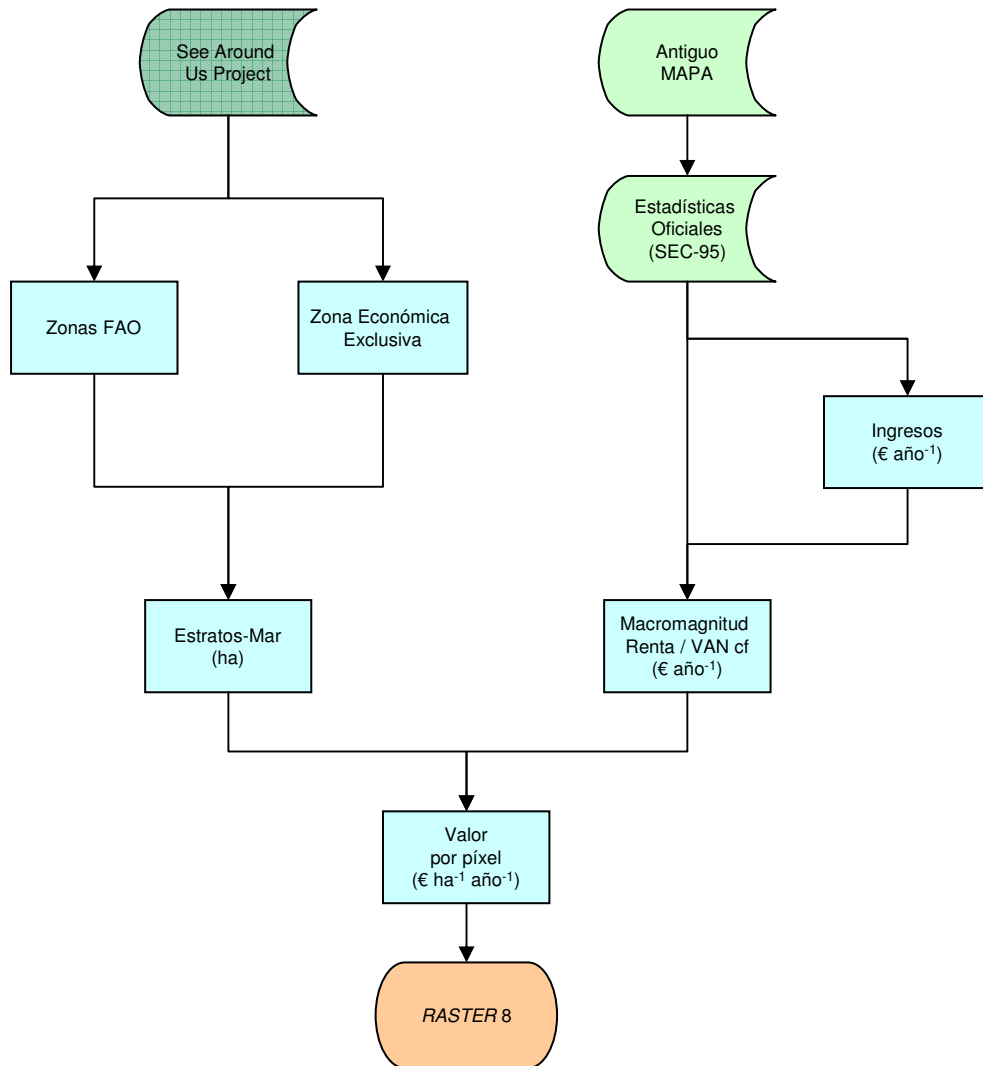 See Around
Us Project
Antiguo
MAPA
Estadísticas
Oficiales
(SEC-95)
Zonas FAO
Zona Económica
Exclusiva
Ingresos
(€ año⁻¹)
Estratos-Mar
(ha)
Macromagnitud
Renta / VAN cf
(€ año⁻¹)
Valor
por píxel
(€ ha⁻¹ año⁻¹)
RASTER 8